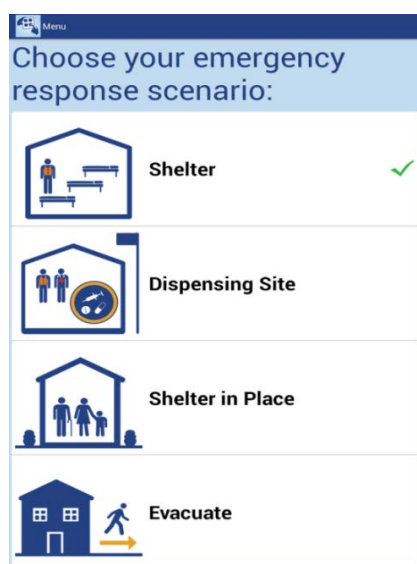 Menu
Choose your emergency
response scenario:
Shelter
Dispensing Site
Shelter in Place
Evacuate